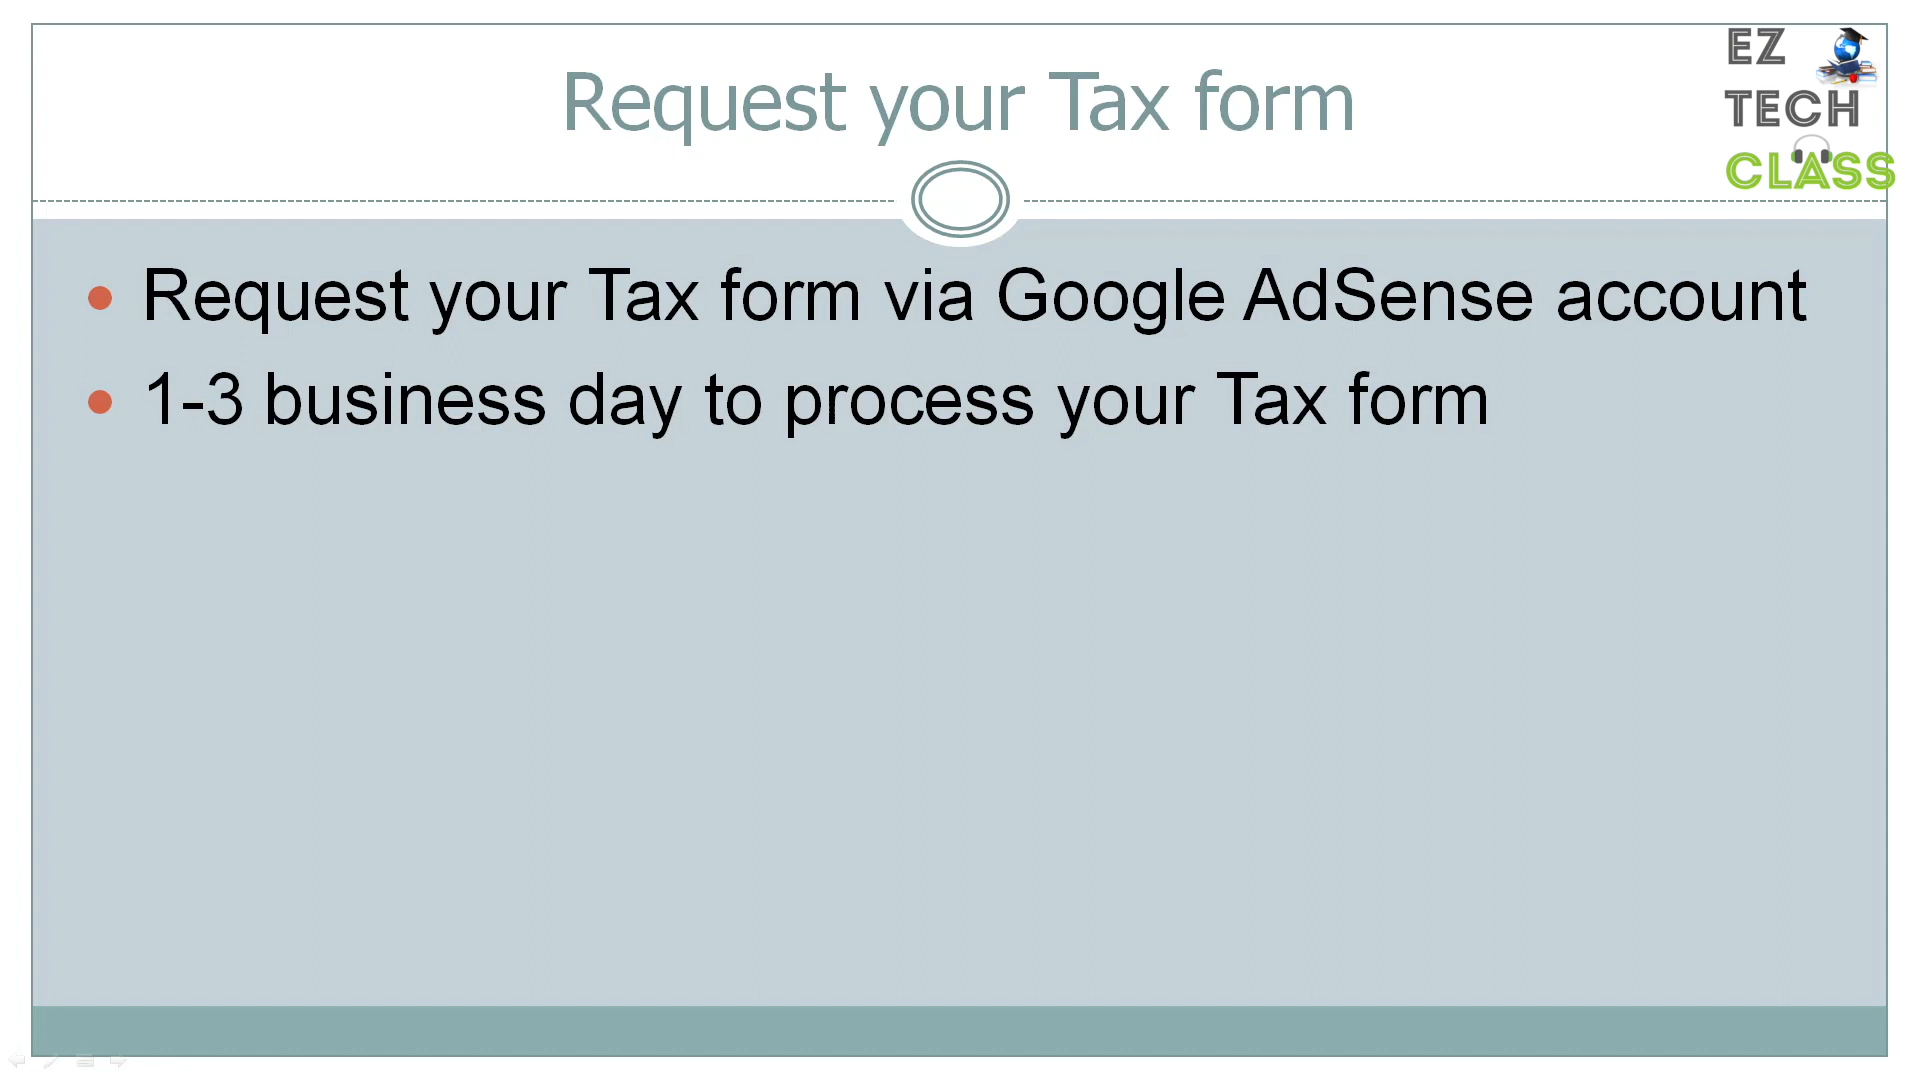 Request your Tax form
EZ
TECH
CLASS
Request your Tax form via Google AdSense account
1-3 business day to process your Tax form